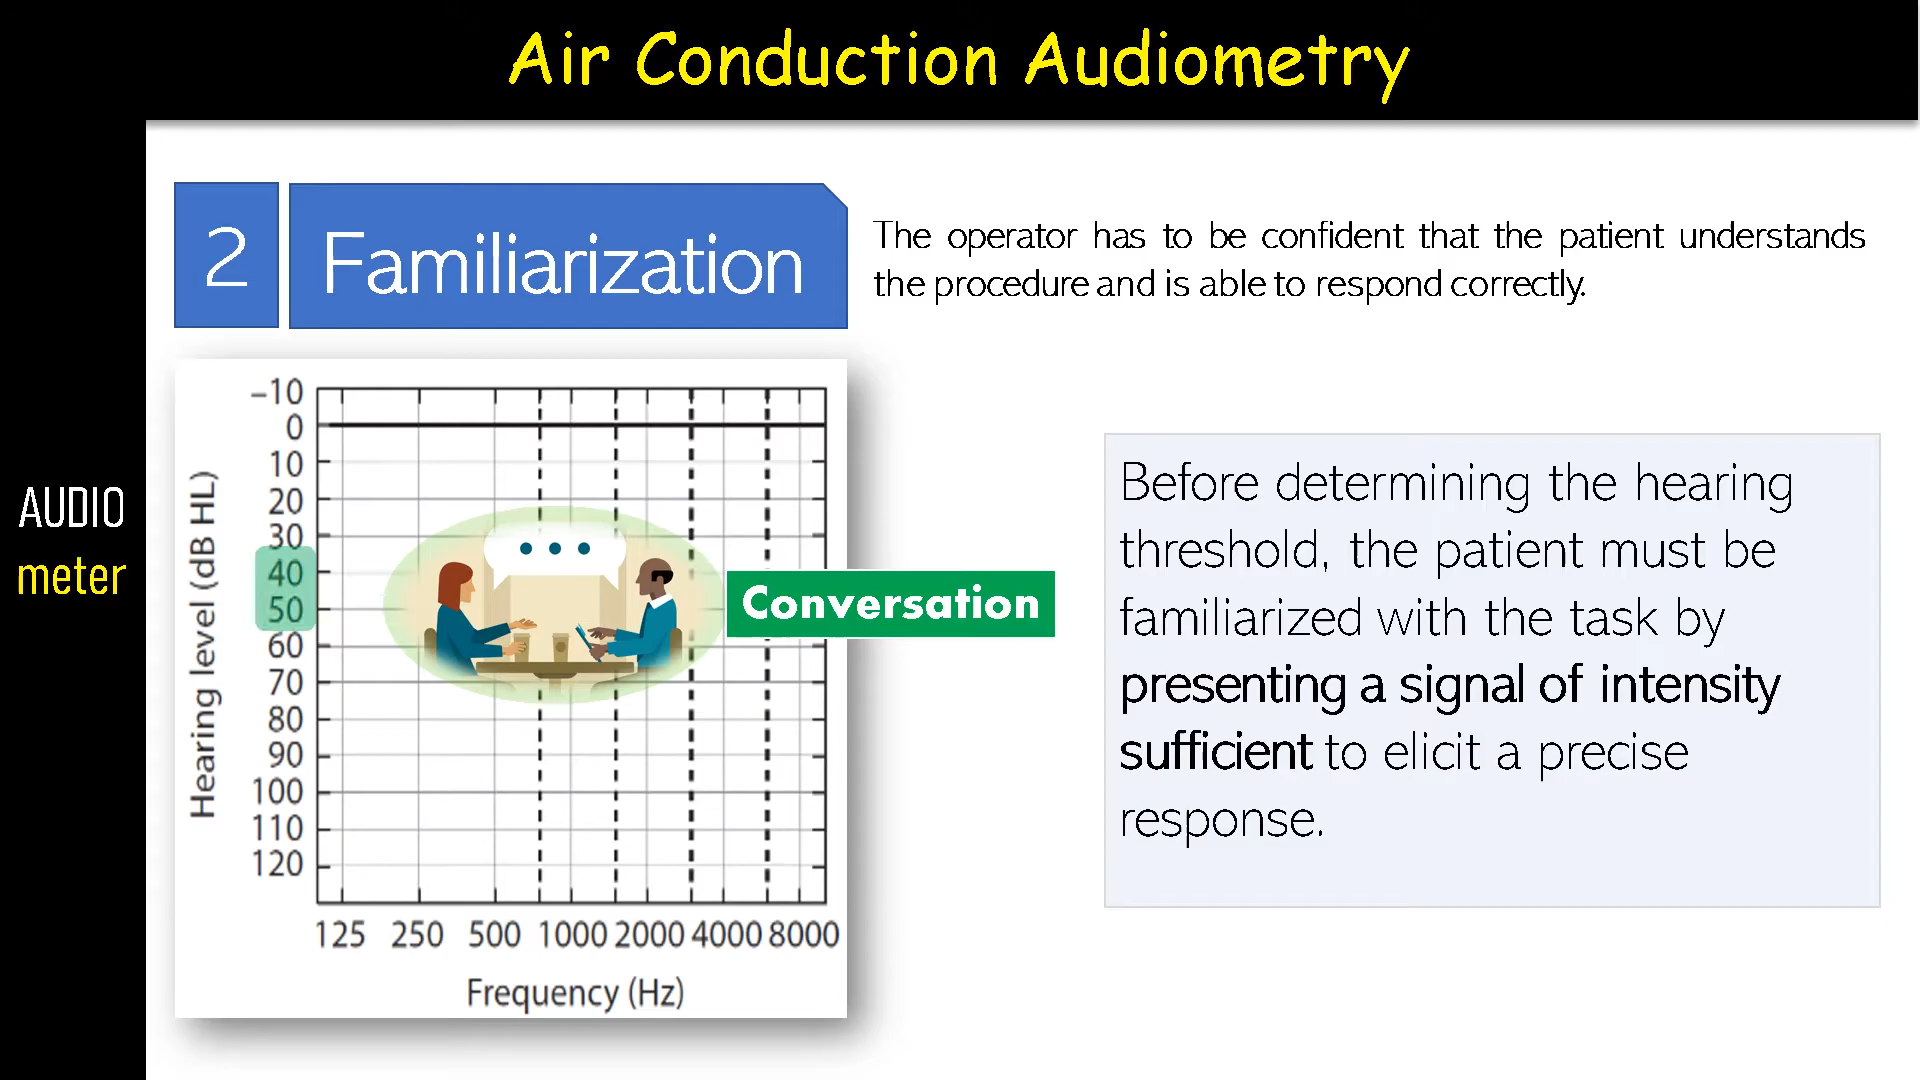 Air Conduction Audiometry
AUDIO
meter
2
Familiarization
The operator has to be confident that the patient understands
the procedure and is able to respond correctly.
Hearing level (dB HL)
–10
0
10
20
30
40
50
60
70
80
90
100
110
120
125 250 500 1000 2000 4000 8000
Frequency (Hz)
Conversation
Before determining the hearing
threshold, the patient must be
familiarized with the task by
presenting a signal of intensity
sufficient to elicit a precise
response.